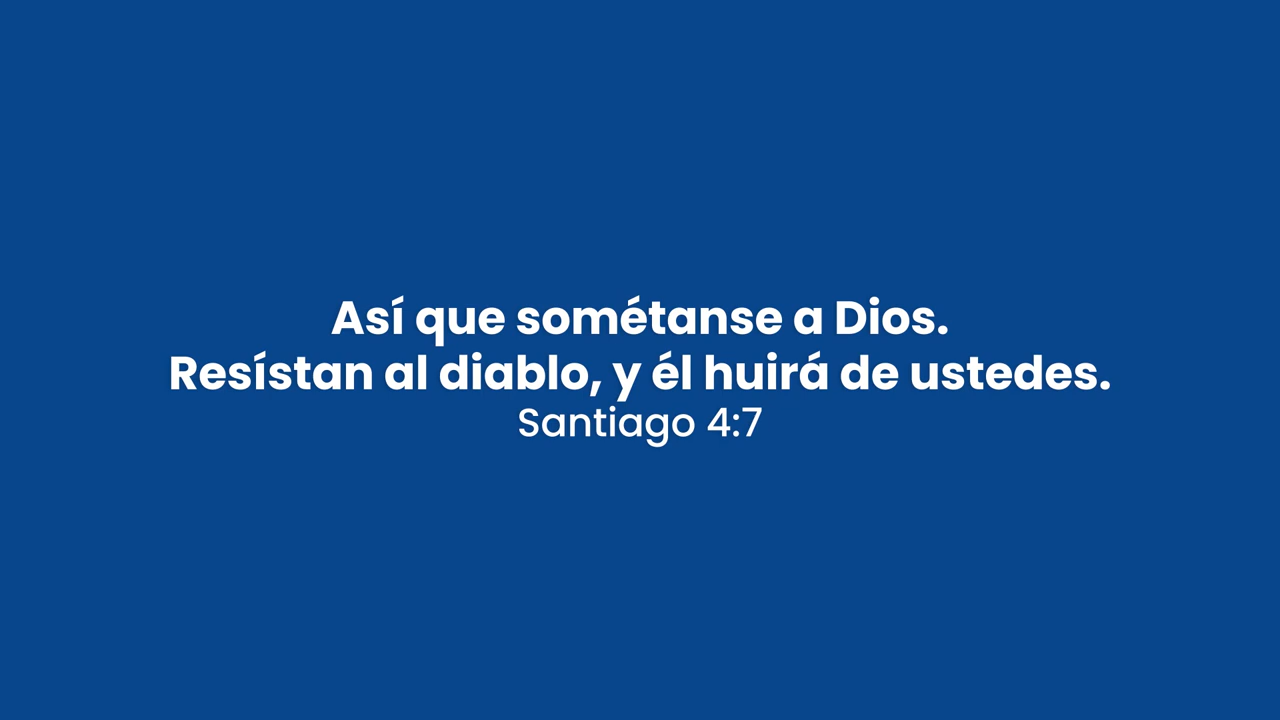 Así que sométanse a Dios.
Resístan al diablo, y él huirá de ustedes.
Santiago 4:7